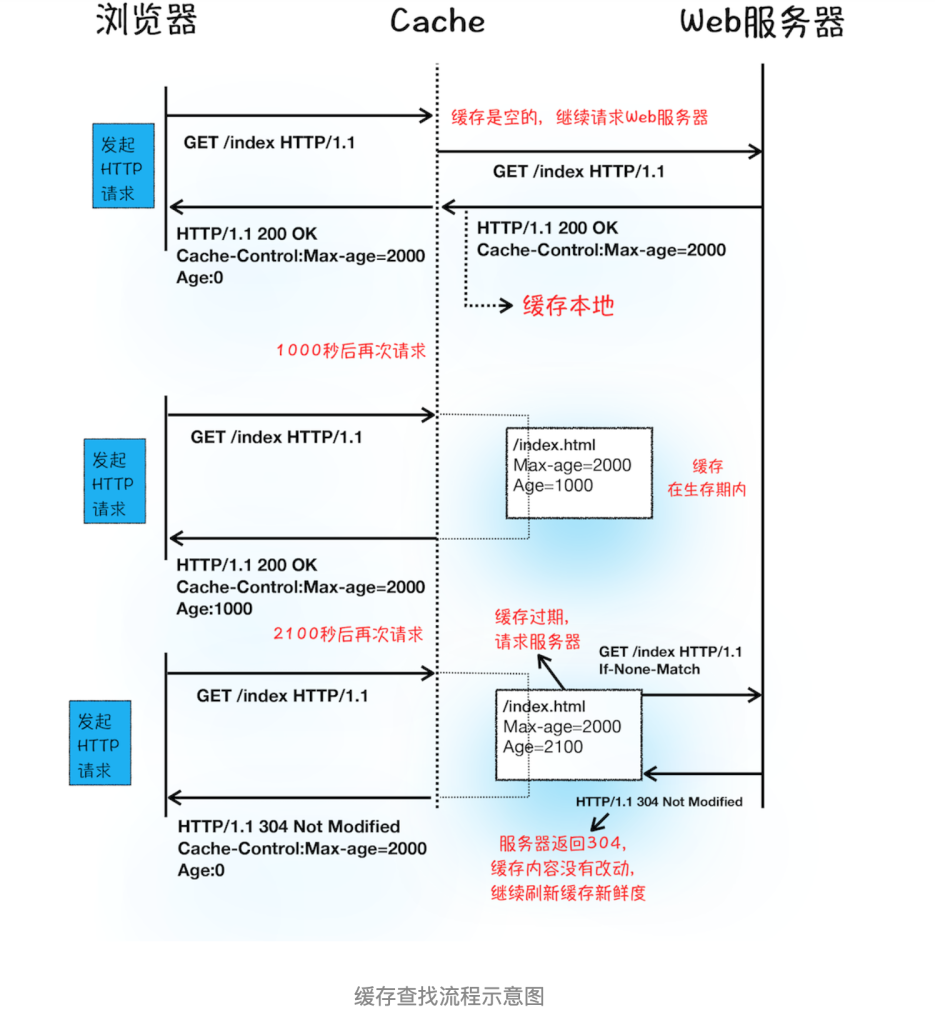 浏览器
Cache
Web服务器
缓存是空的，继续请求Web服务器
发起
HTTP
请求
GET /index HTTP/1.1
GET /index HTTP/1.1
HTTP/1.1 200 OK
Cache-Control:Max-age=2000
Age:0
HTTP/1.1 200 OK
Cache-Control:Max-age=2000
缓存本地
1000秒后再次请求
发起
HTTP
请求
GET /index HTTP/1.1
/index.html
Max-age=2000
Age=1000
缓存
在生存期内
HTTP/1.1 200 OK
Cache-Control:Max-age=2000
Age:1000
2100秒后再次请求
缓存过期，
请求服务器
GET /index HTTP/1.1
If-None-Match
发起
HTTP
请求
GET /index HTTP/1.1
/index.html
Max-age=2000
Age=2100
HTTP/1.1 304 Not Modified
HTTP/1.1 304 Not Modified
Cache-Control:Max-age=2000
Age:0
服务器返回304，
缓存内容没有改动，
继续刷新缓存新鲜度
缓存查找流程示意图